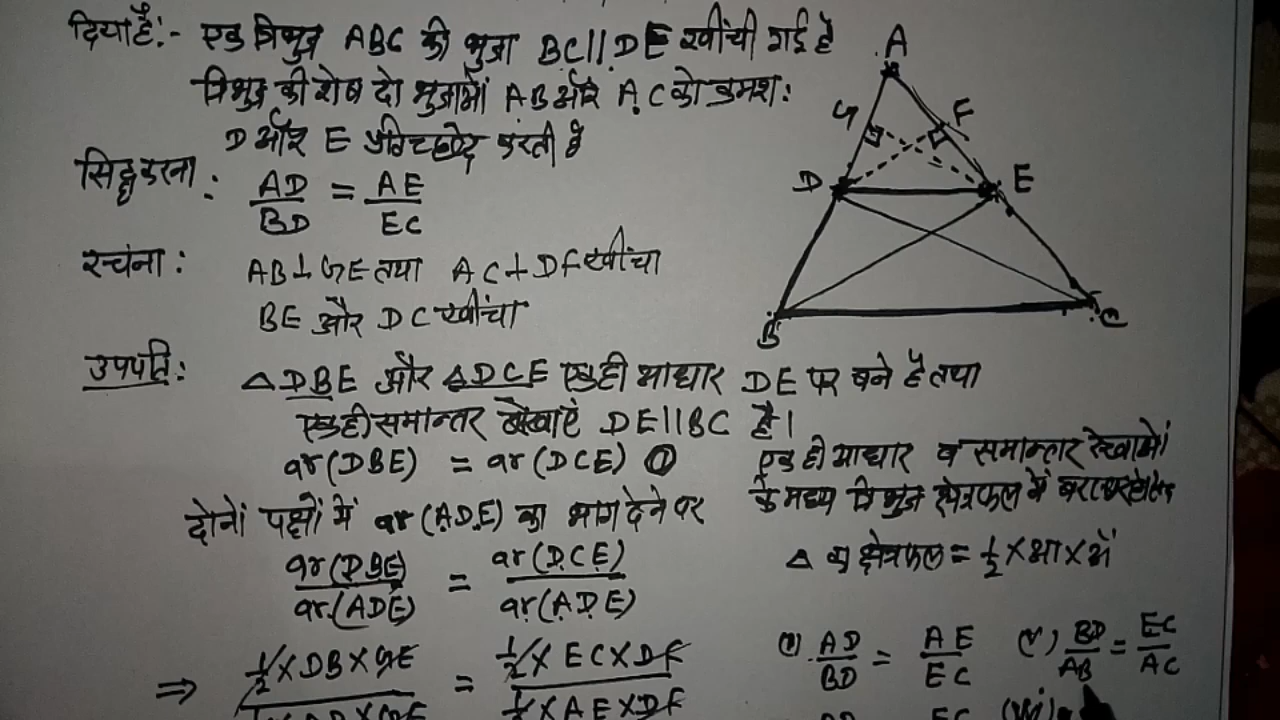 दिया है:- एक त्रिभुज ABC की भुजा BC||DE खींची गई है
त्रिभुज की शेष दो भुजाओं AB और AC को क्रमश:
D और E प्रतिच्छेद करती है
सिद्ध करना: AD/BD = AE/EC
रचना: AB⊥GE तथा AC⊥DF खींचा
BE और DC खींचा
उपपत्ति: △DBE और △DCE एक ही आधार DE पर बने है तथा
एक ही समान्तर रेखाएं DE||BC है।
ar(DBE) = ar(DCE) ①
दोनों पक्षों में ar(ADE) का भाग देने पर
ar(DBE)/ar(ADE) = ar(DCE)/ar(ADE)
⇒ ½×DB×GE = ½×EC×DF
½×AE×DF
A
G
F
D
E
B
C
एक ही आधार व समान्तर रेखाओं
के मध्य त्रिभुज क्षेत्रफल में बराबर
△ का क्षेत्रफल = ½×आ×
AD/BD = AE/EC
BD/AB = EC/AC